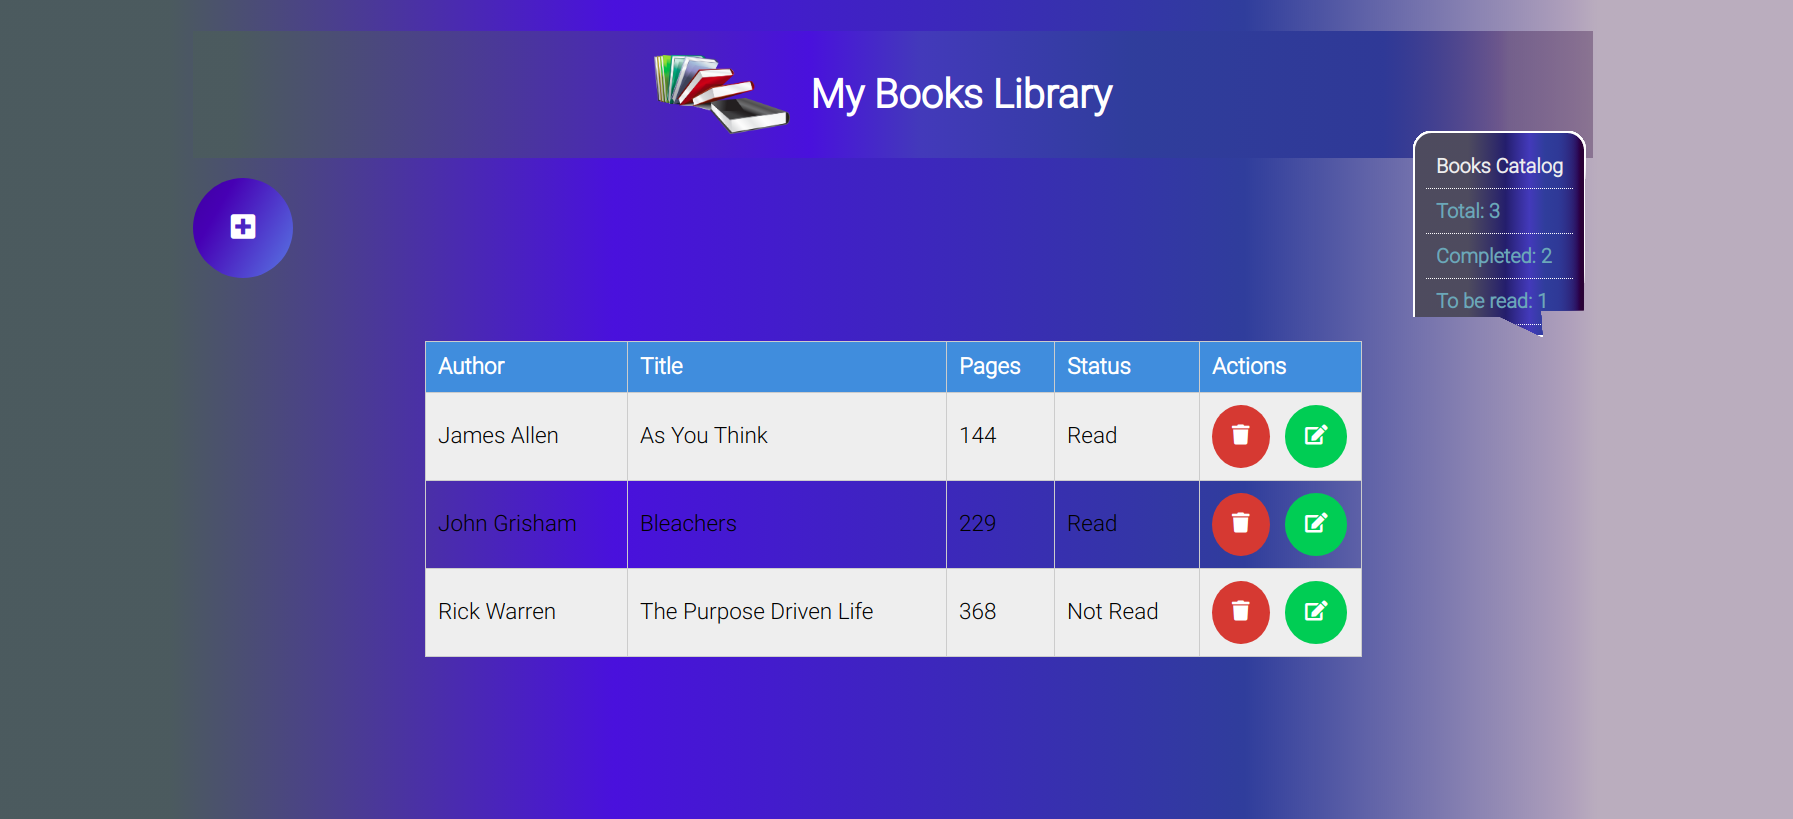 My Books Library
Books Catalog
Total: 3
Completed: 2
To be read: 1
Author Title Pages Status Actions
James Allen As You Think 144 Read
John Grisham Bleachers 229 Read
Rick Warren The Purpose Driven Life 368 Not Read